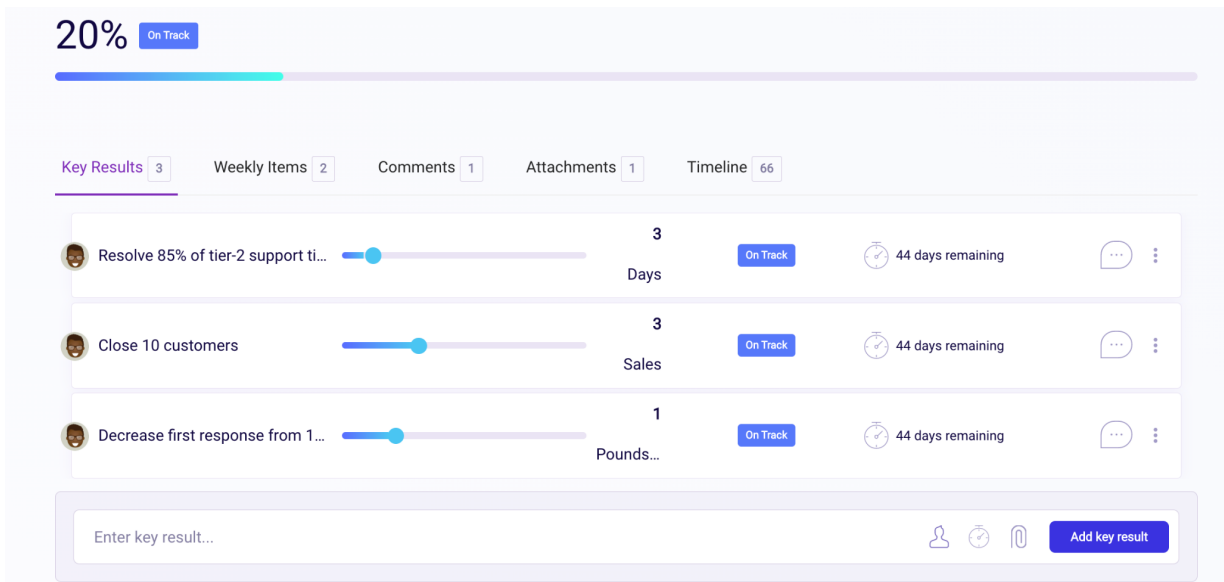 20% On Track
Key Results 3 Weekly Items 2 Comments 1 Attachments 1 Timeline 66
3
Resolve 85% of tier-2 support ti... On Track 44 days remaining
Days
3
Close 10 customers On Track 44 days remaining
Sales
1
Decrease first response from 1... On Track 44 days remaining
Pounds...
Enter key result... Add key result